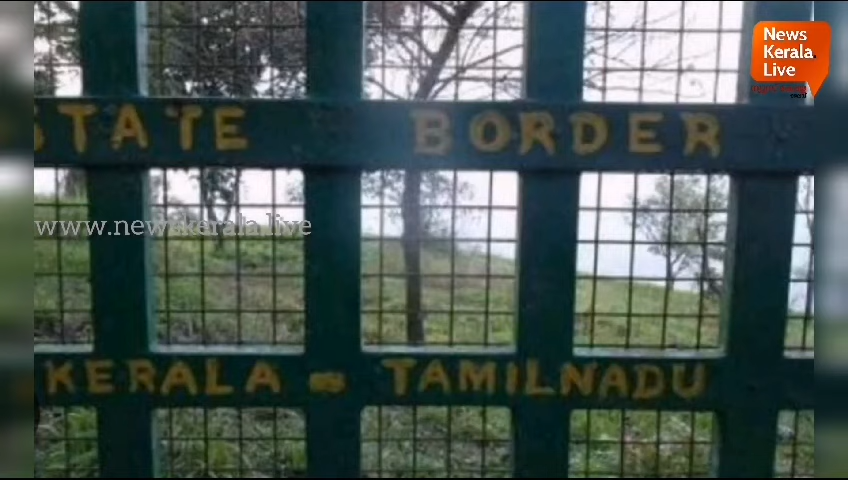 News
Kerala
Live
STATE BORDER
www.newskerala.live
KERALA - TAMILNADU